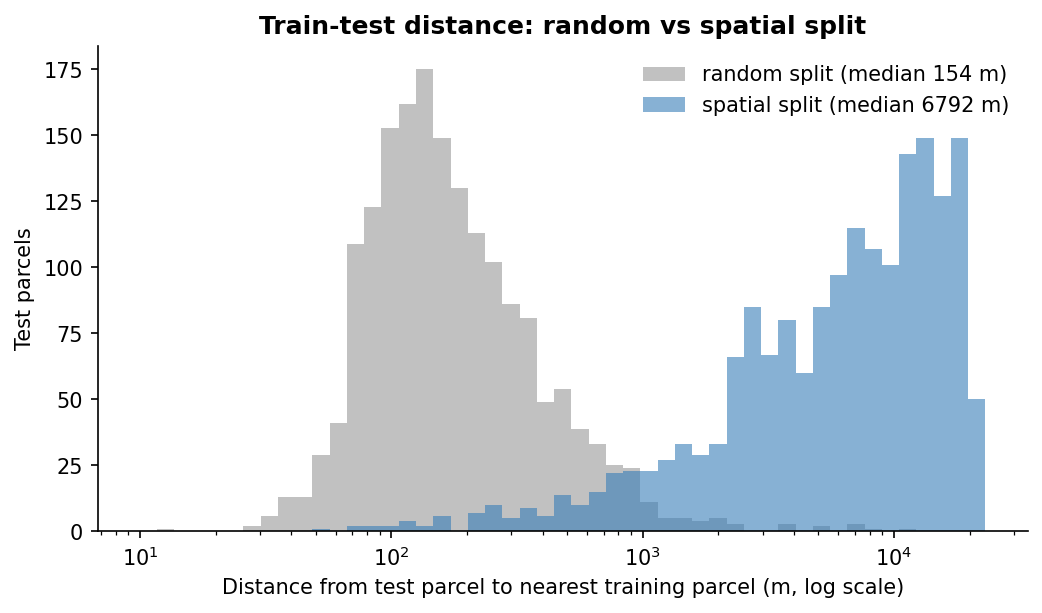 Train-test distance: random vs spatial split
random split (median 154 m)
spatial split (median 6792 m)
Test parcels
175
150
125
100
75
50
25
0
10¹ 10² 10³ 10⁴
Distance from test parcel to nearest training parcel (m, log scale)